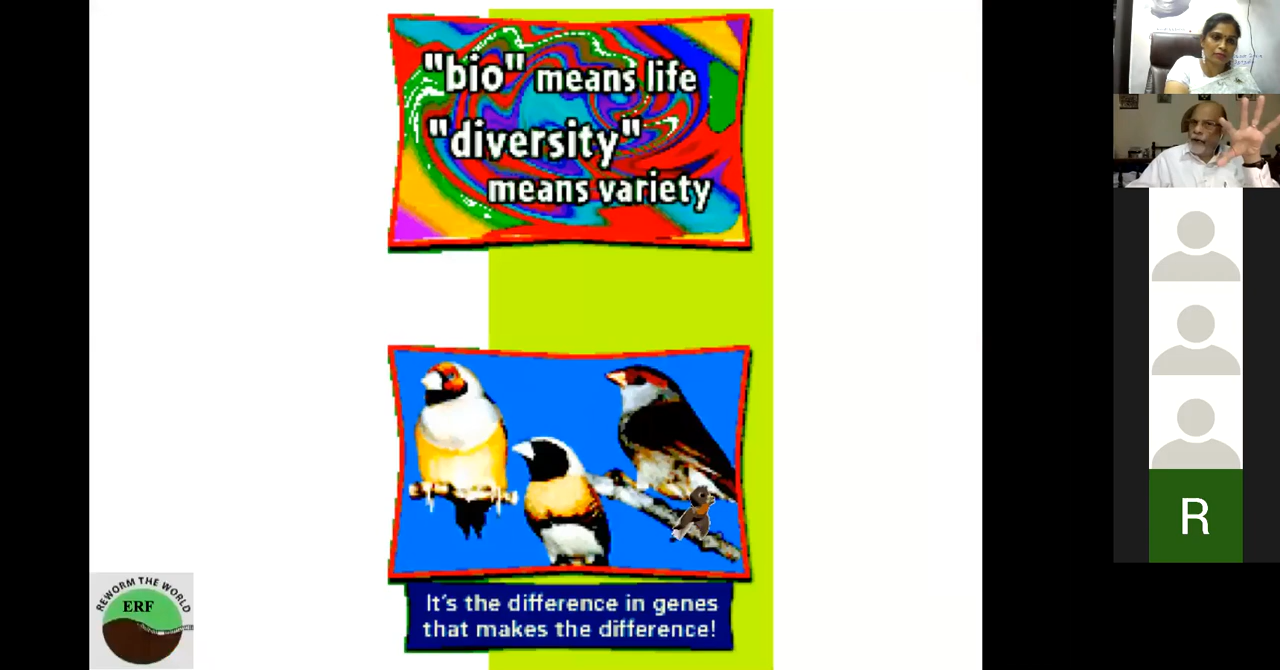 "bio" means life
"diversity"
means variety
It's the difference in genes
that makes the difference!
REWORM THE WORLD
ERF
R